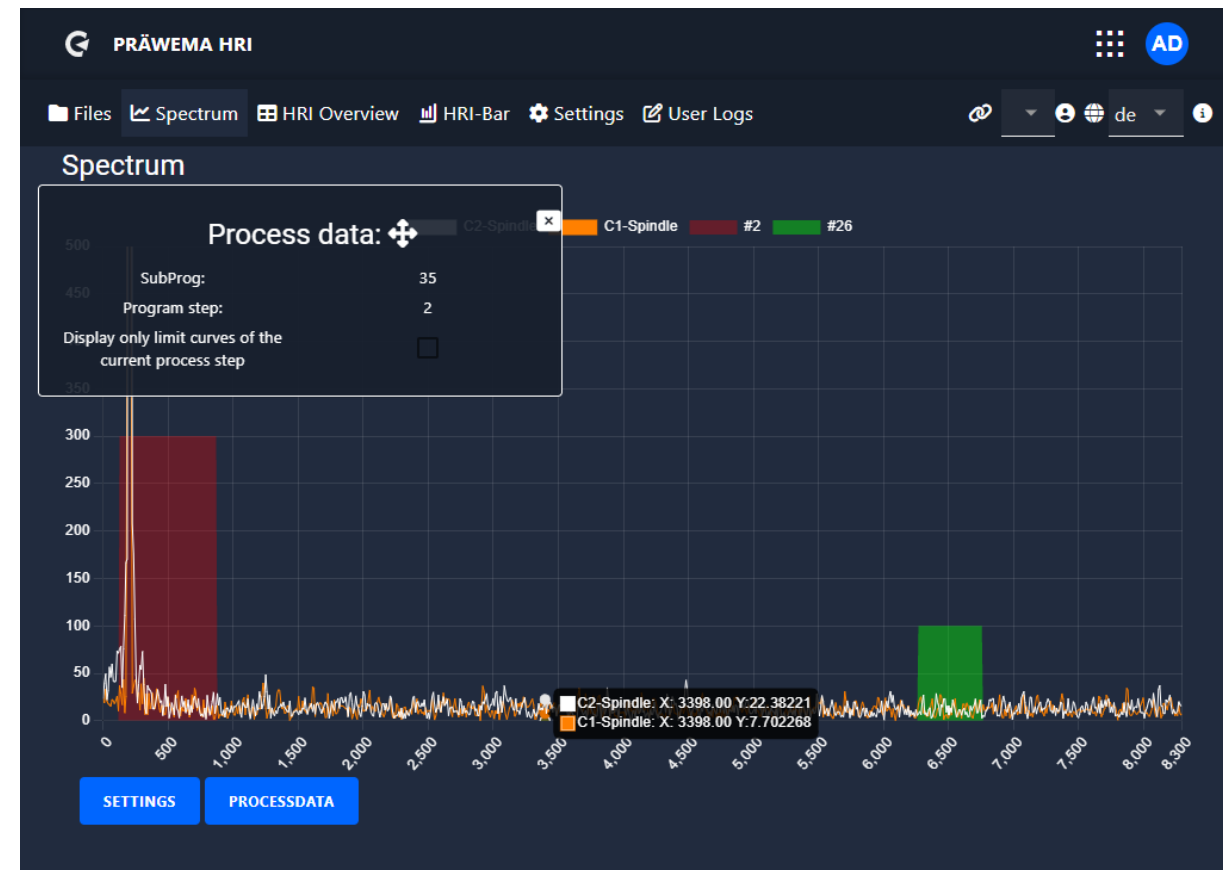 PRÄWEMA HRI
AD
Files Spectrum HRI Overview HRI-Bar Settings User Logs de
Spectrum
Process data:
C2-Spindle C1-Spindle #2 #26
SubProg: 35
Program step: 2
Display only limit curves of the
current process step
500
450
350
300
250
200
150
100
50
0
C2-Spindle: X: 3398.00 Y:22.38221
C1-Spindle: X: 3398.00 Y:7.702268
0 500 1,000 1,500 2,000 2,500 3,000 3,500 4,000 4,500 5,000 5,500 6,000 6,500 7,000 7,500 8,000 8,300
SETTINGS PROCESSDATA